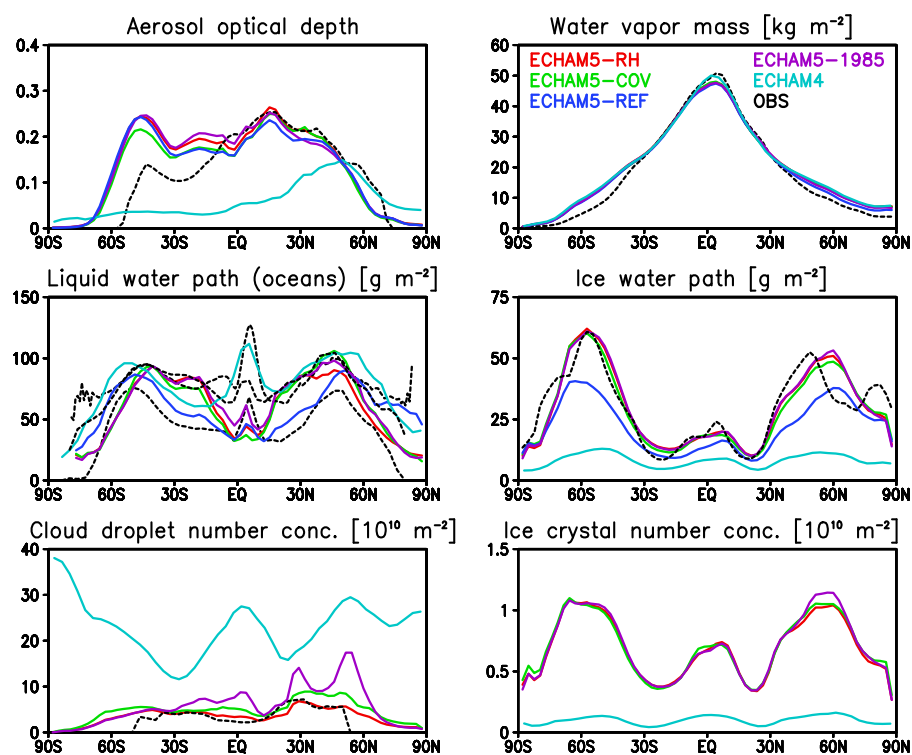 Aerosol optical depth
0.4
0.3
0.2
0.1
0
90S 60S 30S EQ 30N 60N 90N
Water vapor mass [kg m⁻²]
60
50
40
30
20
10
0
ECHAM5-RH
ECHAM5-COV
ECHAM5-REF
ECHAM5-1985
ECHAM4
OBS
90S 60S 30S EQ 30N 60N 90N
Liquid water path (oceans) [g m⁻²]
150
100
50
0
90S 60S 30S EQ 30N 60N 90N
Ice water path [g m⁻²]
75
50
25
0
90S 60S 30S EQ 30N 60N 90N
Cloud droplet number conc. [10¹⁰ m⁻²]
40
30
20
10
0
90S 60S 30S EQ 30N 60N 90N
Ice crystal number conc. [10¹⁰ m⁻²]
1.5
1
0.5
0
90S 60S 30S EQ 30N 60N 90N